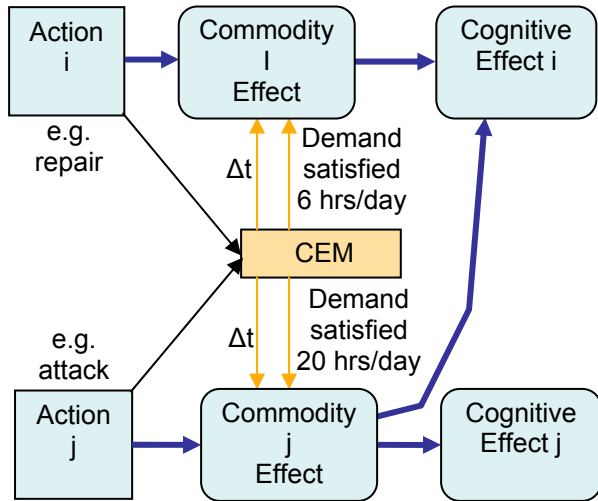 Action
i
Commodity
I
Effect
Cognitive
Effect i
e.g.
repair
Δt
Demand
satisfied
6 hrs/day
CEM
e.g.
attack
Δt
Demand
satisfied
20 hrs/day
Action
j
Commodity
j
Effect
Cognitive
Effect j